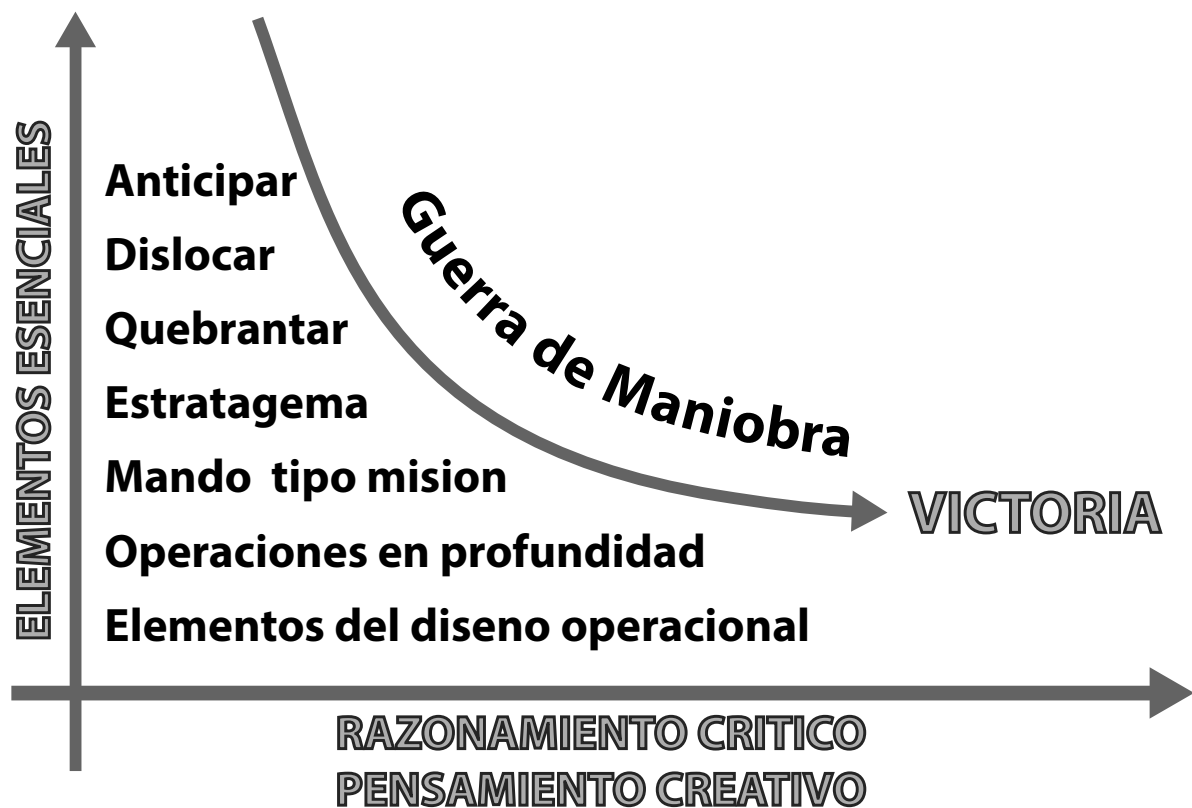 ELEMENTOS ESENCIALES
Anticipar
Dislocar
Quebrantar
Estratagema
Mando tipo mision
Operaciones en profundidad
Elementos del diseno operacional
Guerra de Maniobra
VICTORIA
RAZONAMIENTO CRITICO
PENSAMIENTO CREATIVO